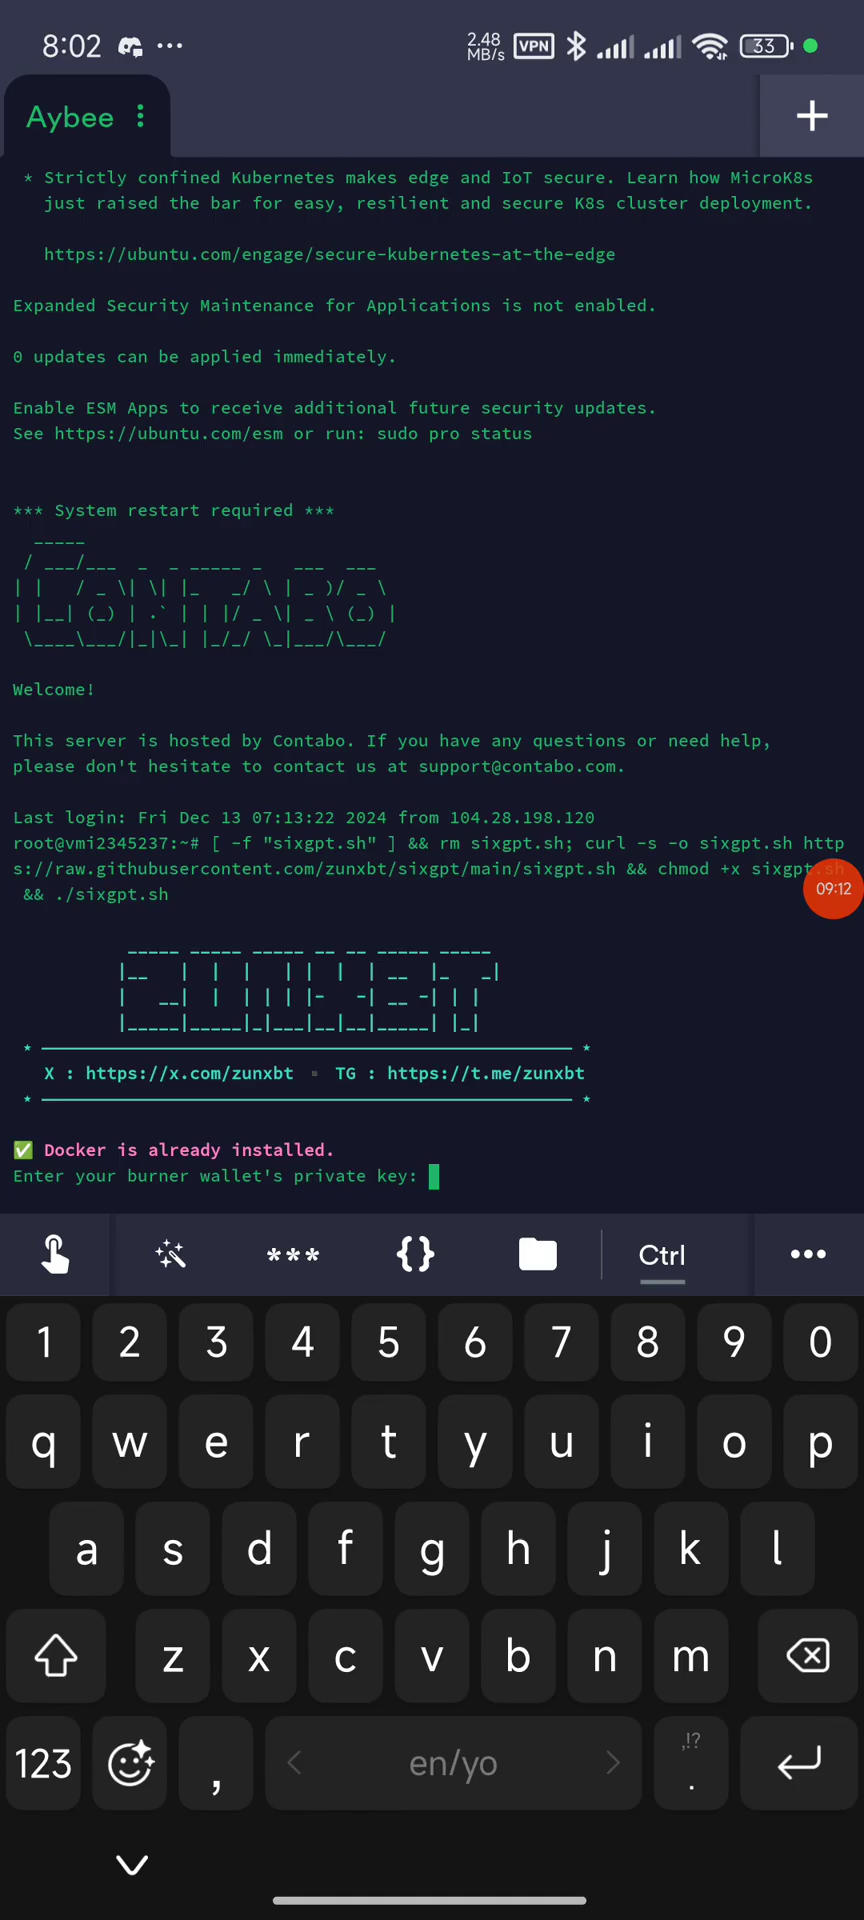 8:02
2.48
MB/s
VPN
33
Aybee
* Strictly confined Kubernetes makes edge and IoT secure. Learn how MicroK8s
just raised the bar for easy, resilient and secure K8s cluster deployment.
https://ubuntu.com/engage/secure-kubernetes-at-the-edge
Expanded Security Maintenance for Applications is not enabled.
0 updates can be applied immediately.
Enable ESM Apps to receive additional future security updates.
See https://ubuntu.com/esm or run: sudo pro status
*** System restart required ***
CONTABO
Welcome!
This server is hosted by Contabo. If you have any questions or need help,
please don't hesitate to contact us at support@contabo.com.
Last login: Fri Dec 13 07:13:22 2024 from 104.28.198.120
root@vmi2345237:~# [ -f "sixgpt.sh" ] && rm sixgpt.sh; curl -s -o sixgpt.sh http
s://raw.githubusercontent.com/zunxbt/sixgpt/main/sixgpt.sh && chmod +x sixgpt.sh
&& ./sixgpt.sh
09:12
ZUNXBT
X : https://x.com/zunxbt ▪ TG : https://t.me/zunxbt
✅ Docker is already installed.
Enter your burner wallet's private key:
*** {} Ctrl
1 2 3 4 5 6 7 8 9 0
q w e r t y u i o p
a s d f g h j k l
z x c v b n m
123 , en/yo ,!? .